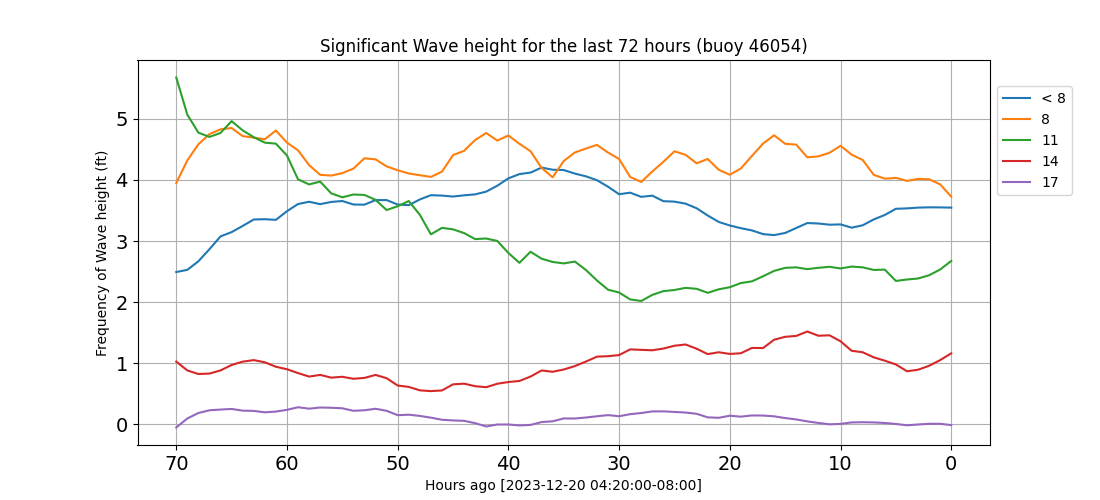 Significant Wave height for the last 72 hours (buoy 46054)
Frequency of Wave height (ft)
5
4
3
2
1
0
70 60 50 40 30 20 10 0
Hours ago [2023-12-20 04:20:00-08:00]
< 8
8
11
14
17